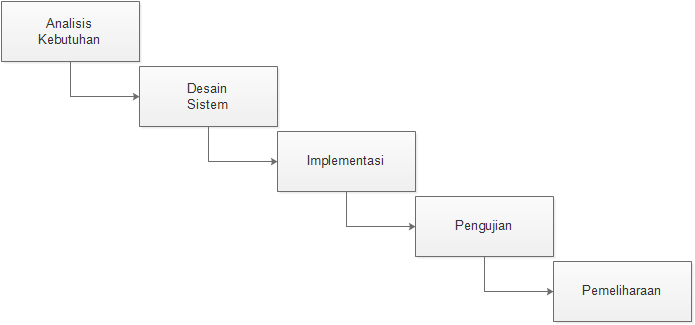 Analisis
Kebutuhan
Desain
Sistem
Implementasi
Pengujian
Pemeliharaan